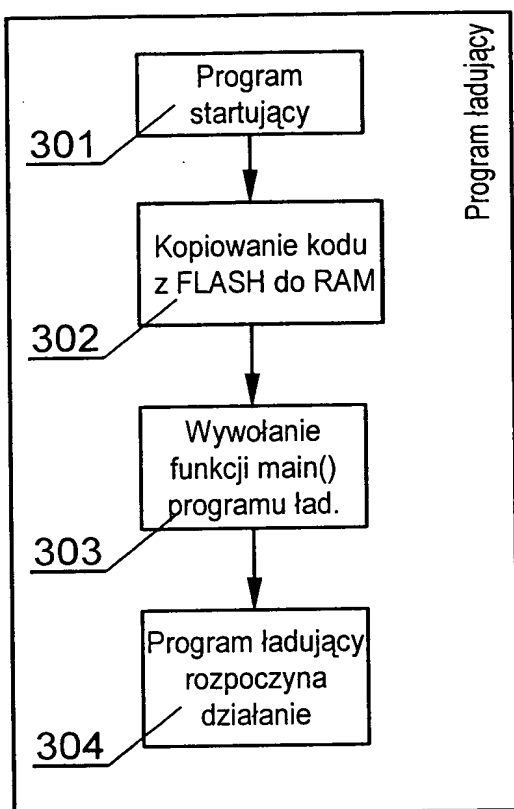 Program ładujący
Program
startujący
301
Kopiowanie kodu
z FLASH do RAM
302
Wywołanie
funkcji main()
programu ład.
303
Program ładujący
rozpoczyna
działanie
304